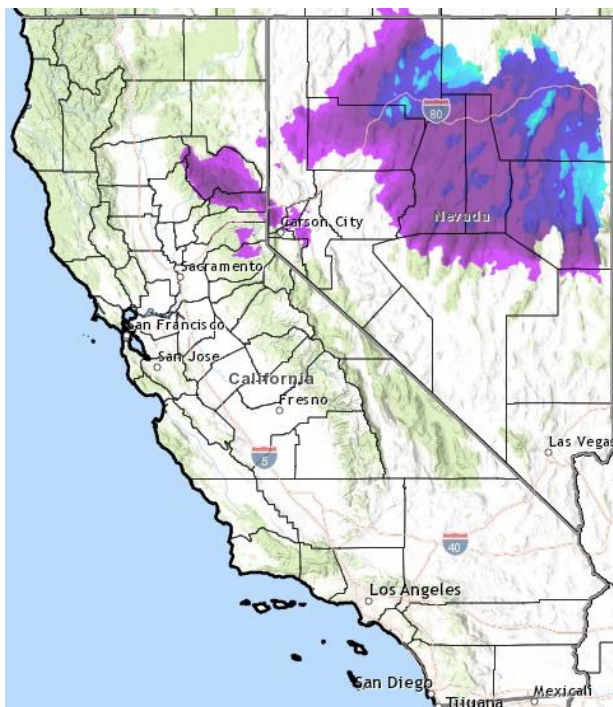 80
Nevada
Carson City
Sacramento
San Francisco
San Jose
California
Fresno
Las Vegas
5
40
Los Angeles
San Diego
Mexicali
Tijuana